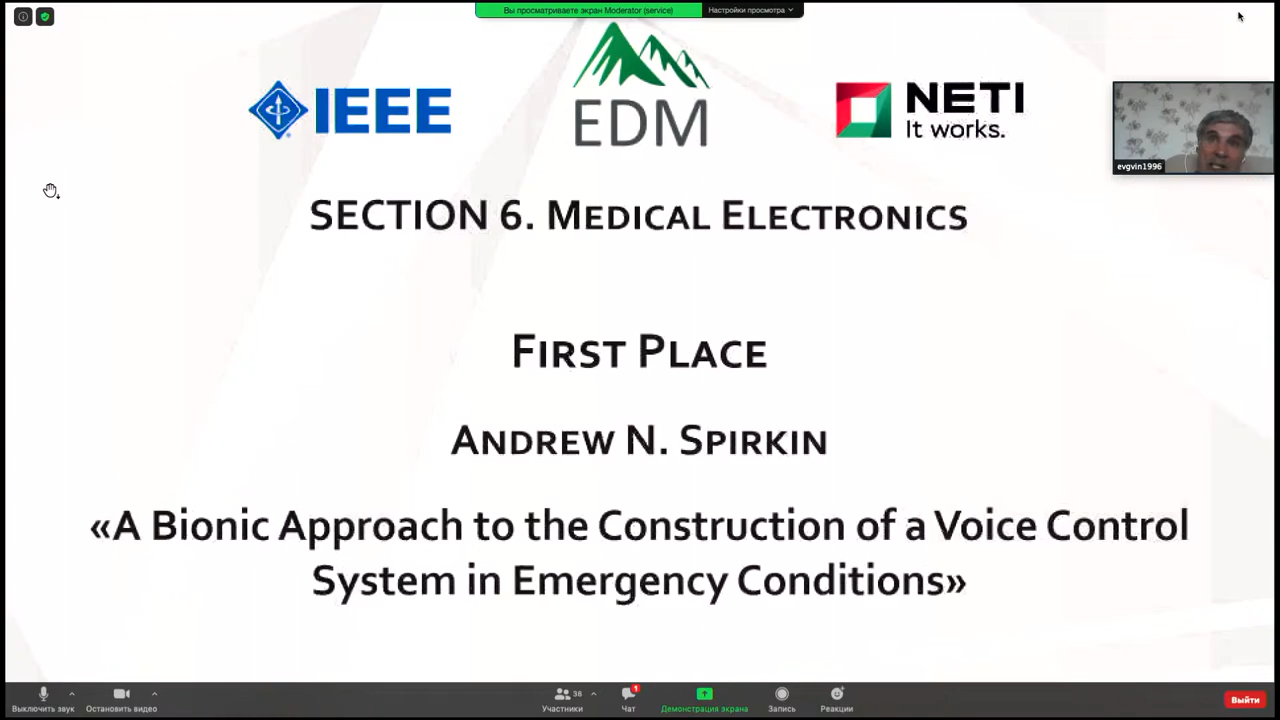 Вы просматриваете экран Moderator (service) Настройки просмотра
IEEE
EDM
NETI
It works.
evgvin1996
SECTION 6. MEDICAL ELECTRONICS
FIRST PLACE
ANDREW N. SPIRKIN
«A Bionic Approach to the Construction of a Voice Control
System in Emergency Conditions»
38
1
Выключить звук Остановить видео Участники Чат Демонстрация экрана Запись Реакции Выйти